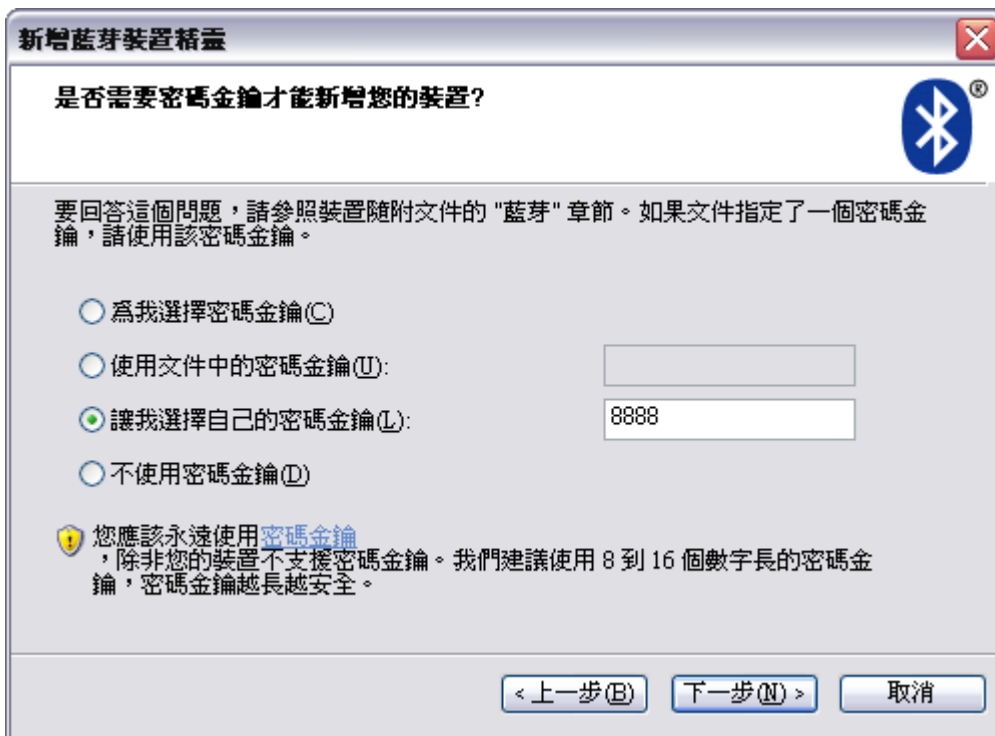 新增藍芽裝置精靈
是否需要密碼金鑰才能新增您的裝置?
®
要回答這個問題，請參照裝置隨附文件的 "藍芽" 章節。如果文件指定了一個密碼金
鑰，請使用該密碼金鑰。
為我選擇密碼金鑰(C)
使用文件中的密碼金鑰(U):
讓我選擇自己的密碼金鑰(L): 8888
不使用密碼金鑰(D)
您應該永遠使用密碼金鑰
，除非您的裝置不支援密碼金鑰。我們建議使用 8 到 16 個數字長的密碼金
鑰，密碼金鑰越長越安全。
< 上一步(B) 下一步(N) > 取消